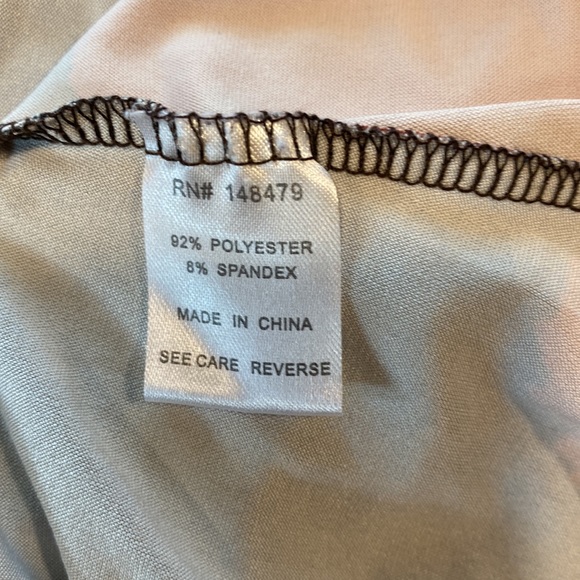 RN# 148479
92% POLYESTER
8% SPANDEX
MADE IN CHINA
SEE CARE REVERSE